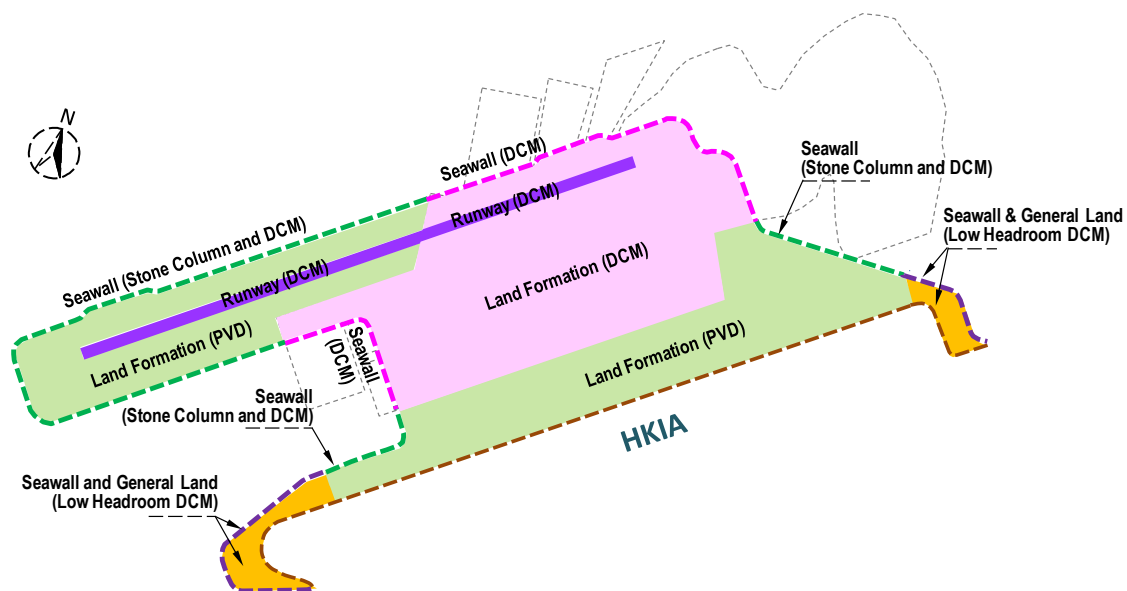 N
Seawall (DCM)
Seawall
(Stone Column and DCM)
Seawall & General Land
(Low Headroom DCM)
Seawall (Stone Column and DCM)
Runway (DCM)
Runway (DCM)
Land Formation (DCM)
Land Formation (PVD)
Seawall
(DCM)
Land Formation (PVD)
Seawall
(Stone Column and DCM)
HKIA
Seawall and General Land
(Low Headroom DCM)